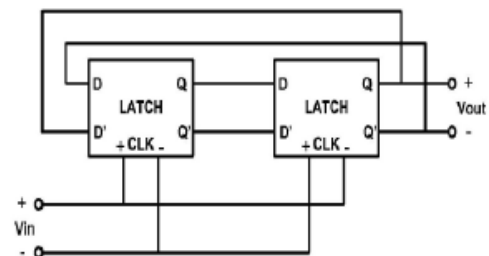 D Q D Q +
LATCH LATCH Vout
D' Q' D' Q' -
+CLK- +CLK-
+
Vin
-